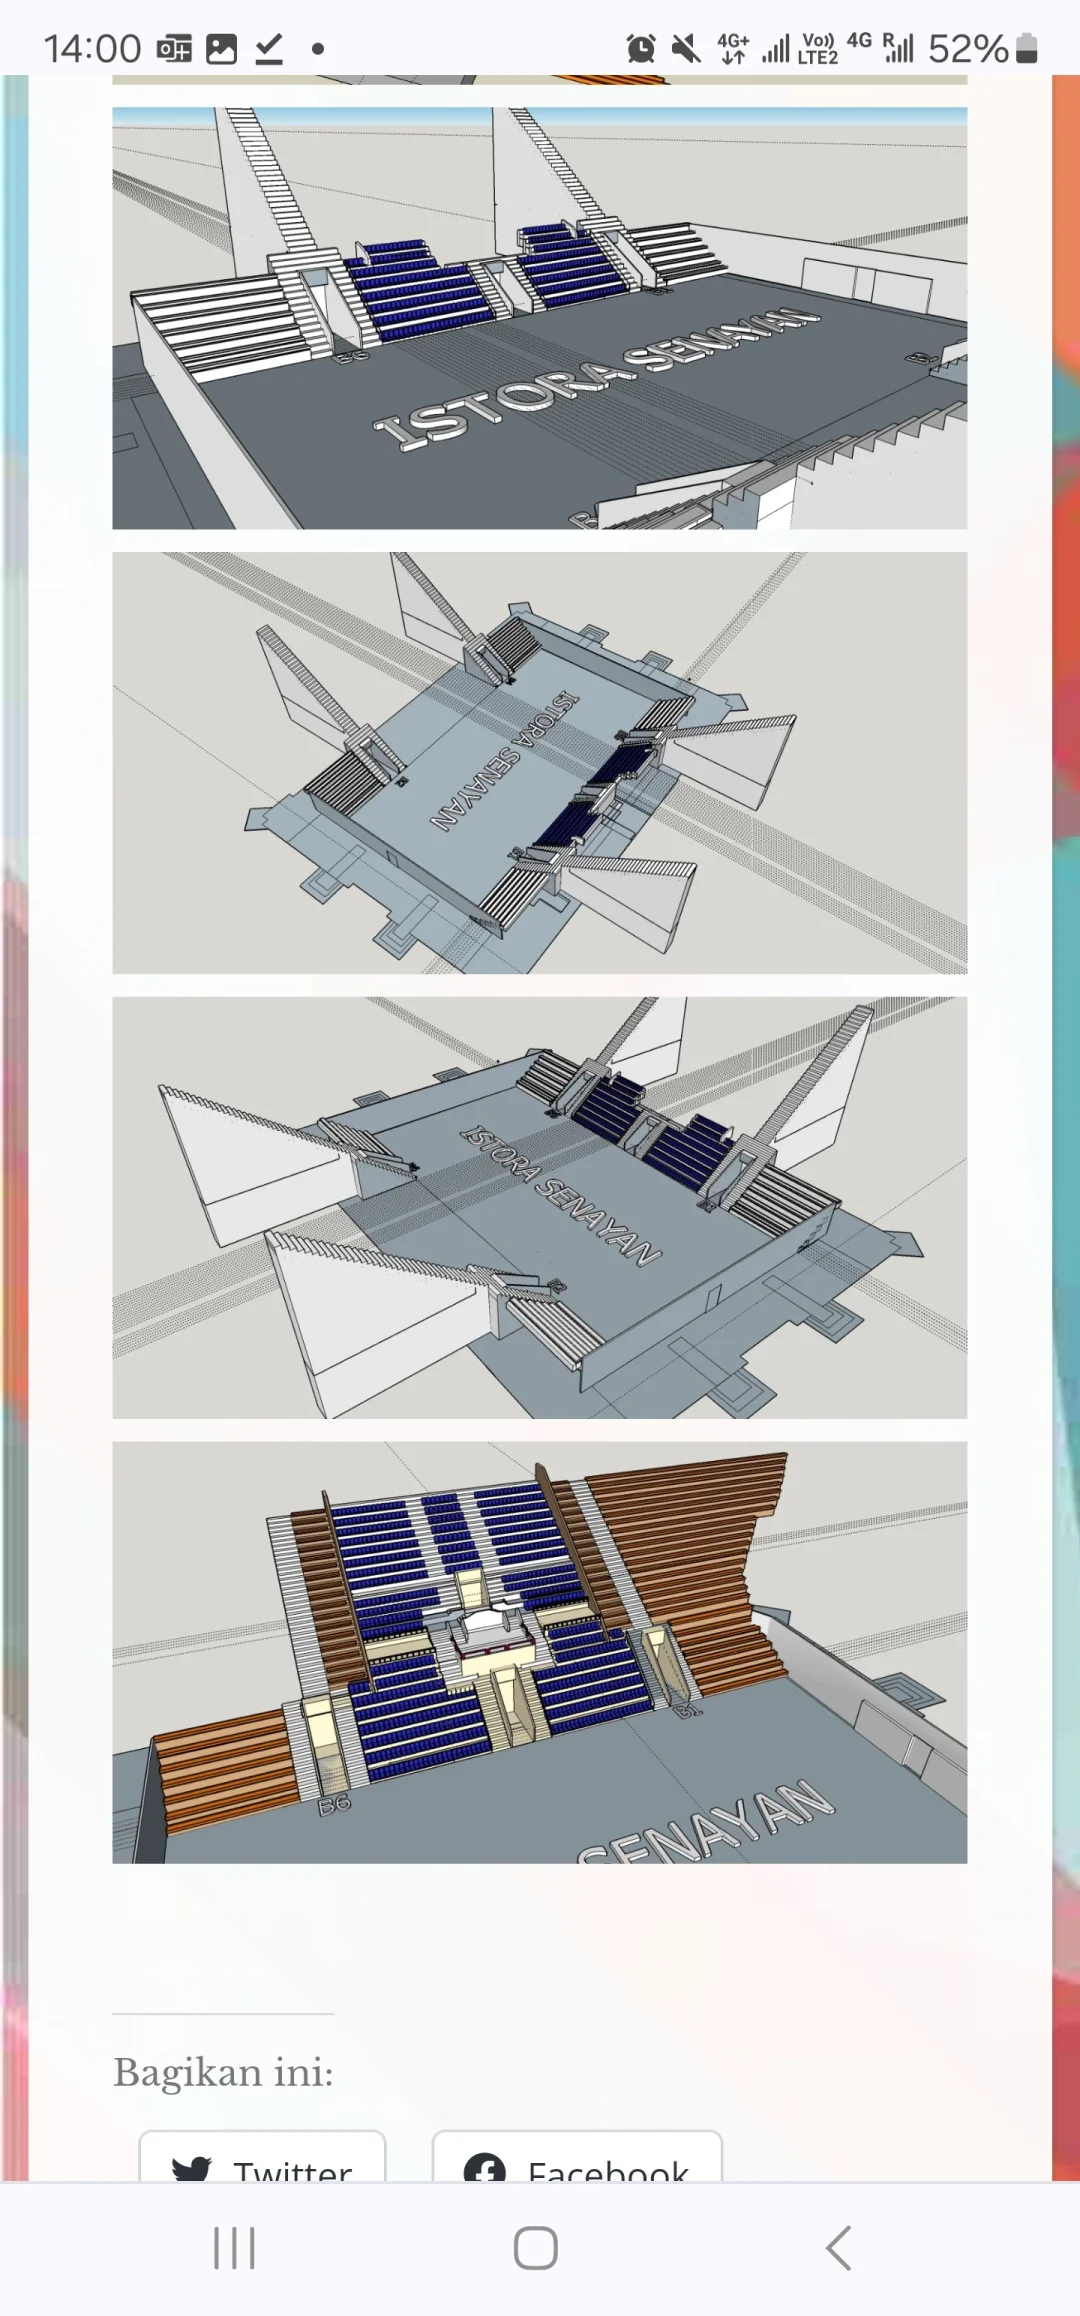 14:00
4G+
Vo))
LTE2
4G
R
52%
B6
ISTORA SENAYAN
ISTORA SENAYAN
ISTORA SENAYAN
B6
B1
SENAYAN
Bagikan ini:
Twitter
Facebook